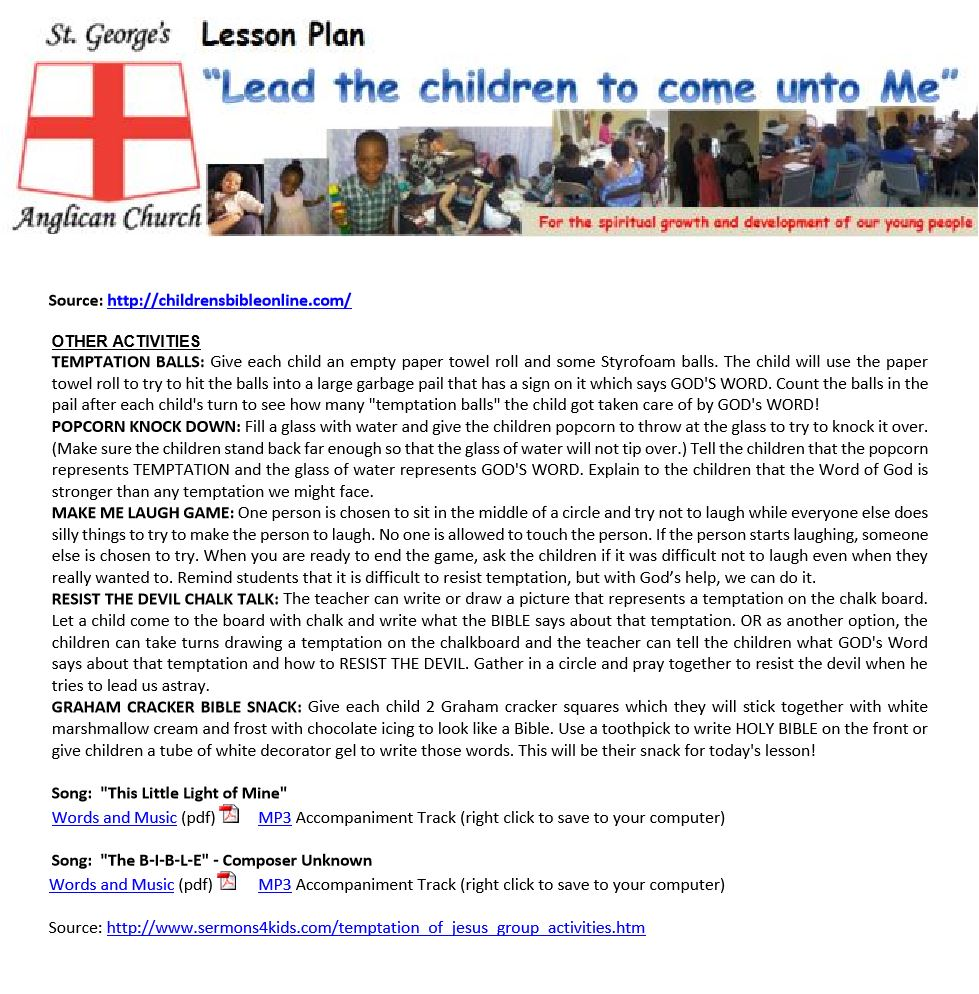 St. George's
Lesson Plan
"Lead the children to come unto Me"
Anglican Church
For the spiritual growth and development of our young people
Source: http://childrensbibleonline.com/
OTHER ACTIVITIES
TEMPTATION BALLS: Give each child an empty paper towel roll and some Styrofoam balls. The child will use the paper
towel roll to try to hit the balls into a large garbage pail that has a sign on it which says GOD'S WORD. Count the balls in the
pail after each child's turn to see how many "temptation balls" the child got taken care of by GOD's WORD!
POPCORN KNOCK DOWN: Fill a glass with water and give the children popcorn to throw at the glass to try to knock it over.
(Make sure the children stand back far enough so that the glass of water will not tip over.) Tell the children that the popcorn
represents TEMPTATION and the glass of water represents GOD'S WORD. Explain to the children that the Word of God is
stronger than any temptation we might face.
MAKE ME LAUGH GAME: One person is chosen to sit in the middle of a circle and try not to laugh while everyone else does
silly things to try to make the person to laugh. No one is allowed to touch the person. If the person starts laughing, someone
else is chosen to try. When you are ready to end the game, ask the children if it was difficult not to laugh even when they
really wanted to. Remind students that it is difficult to resist temptation, but with God’s help, we can do it.
RESIST THE DEVIL CHALK TALK: The teacher can write or draw a picture that represents a temptation on the chalk board.
Let a child come to the board with chalk and write what the BIBLE says about that temptation. OR as another option, the
children can take turns drawing a temptation on the chalkboard and the teacher can tell the children what GOD's Word
says about that temptation and how to RESIST THE DEVIL. Gather in a circle and pray together to resist the devil when he
tries to lead us astray.
GRAHAM CRACKER BIBLE SNACK: Give each child 2 Graham cracker squares which they will stick together with white
marshmallow cream and frost with chocolate icing to look like a Bible. Use a toothpick to write HOLY BIBLE on the front or
give children a tube of white decorator gel to write those words. This will be their snack for today's lesson!
Song: "This Little Light of Mine"
Words and Music (pdf) MP3 Accompaniment Track (right click to save to your computer)
Song: "The B-I-B-L-E" - Composer Unknown
Words and Music (pdf) MP3 Accompaniment Track (right click to save to your computer)
Source: http://www.sermons4kids.com/temptation_of_jesus_group_activities.htm